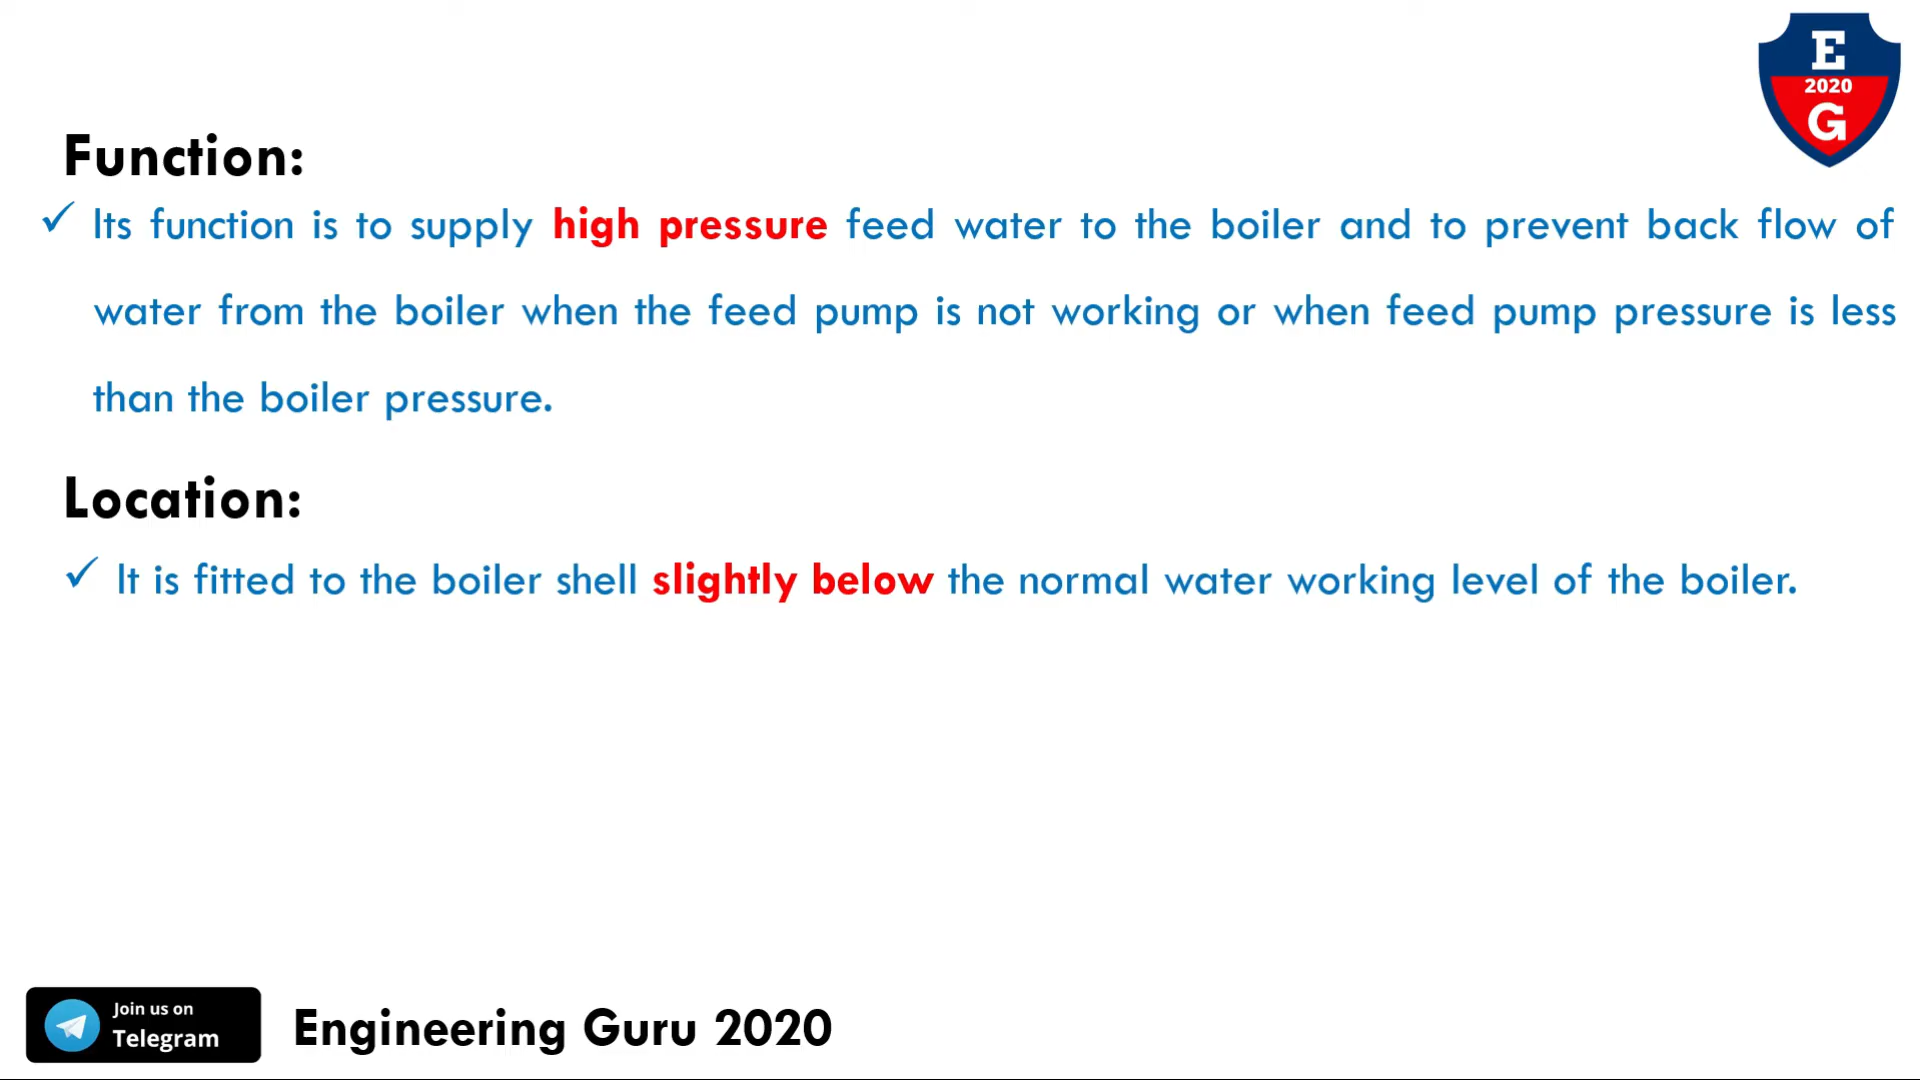 E
2020
G
Function:
✓ Its function is to supply high pressure feed water to the boiler and to prevent back flow of
water from the boiler when the feed pump is not working or when feed pump pressure is less
than the boiler pressure.
Location:
✓ It is fitted to the boiler shell slightly below the normal water working level of the boiler.
Join us on
Telegram
Engineering Guru 2020